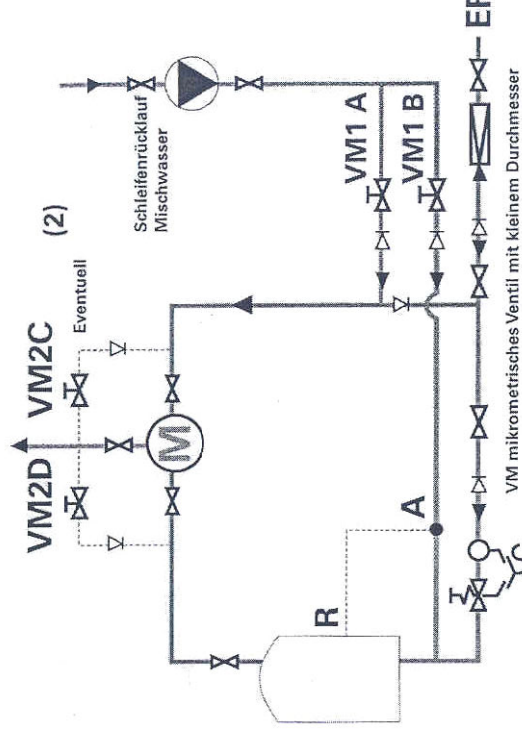 VM2D
VM2C
(2)
Eventuell
Schleifenrücklauf
Mischwasser
M
VM1 A
VM1 B
R
A
VM mikrometrisches Ventil mit kleinem Durchmesser